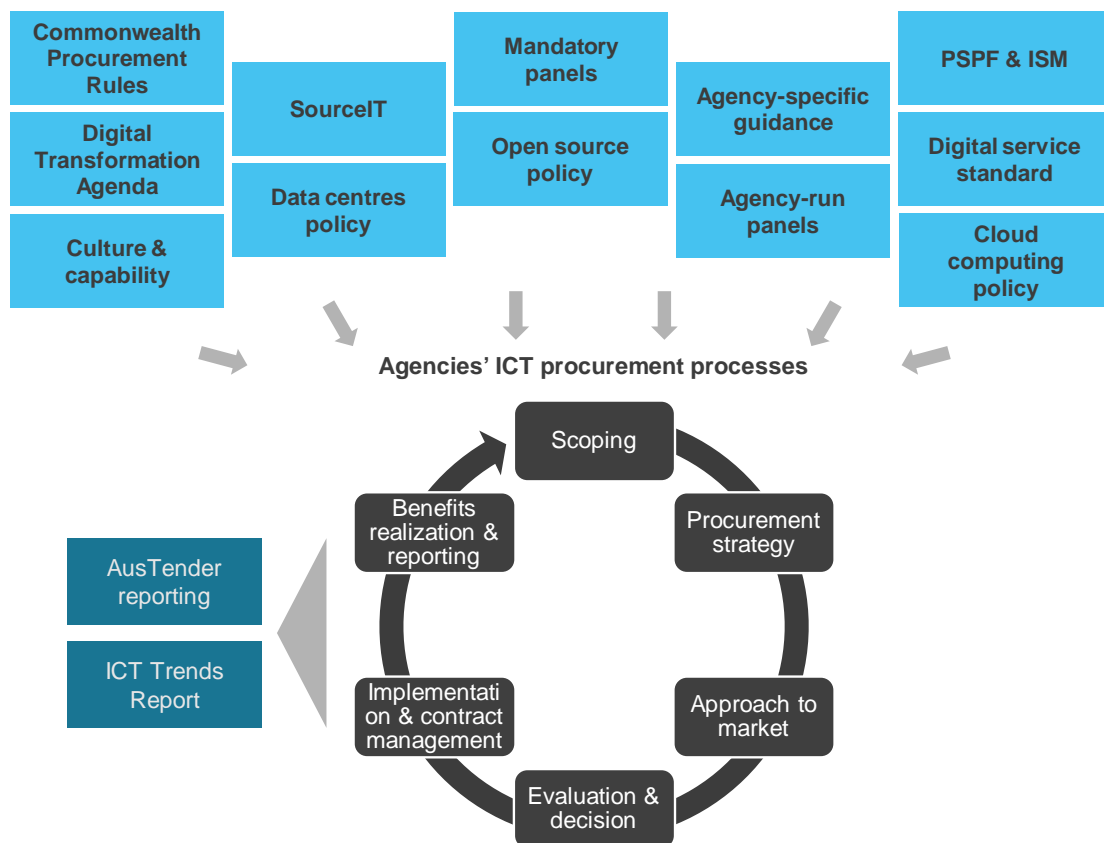 Commonwealth
Procurement
Rules
Digital
Transformation
Agenda
Culture &
capability
SourceIT
Data centres
policy
Mandatory
panels
Open source
policy
Agency-specific
guidance
Agency-run
panels
PSPF & ISM
Digital service
standard
Cloud
computing
policy
Agencies’ ICT procurement processes
Scoping
Procurement
strategy
Approach to
market
Evaluation &
decision
Implementati
on & contract
management
Benefits
realization &
reporting
AusTender
reporting
ICT Trends
Report